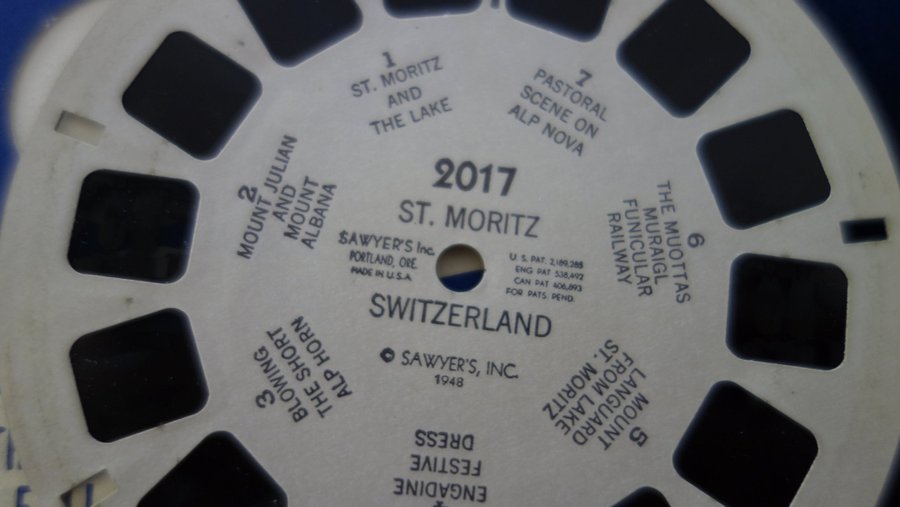 2017
ST. MORITZ
SAWYER'S Inc.
PORTLAND, ORE.
MADE IN U.S.A.
U. S. PAT. 2,189,285
ENG PAT 538,492
CAN PAT 406,893
FOR PATS. PEND.
SWITZERLAND
© SAWYER'S, INC.
1948
1
ST. MORITZ
AND
THE LAKE
2
MOUNT JULIAN
AND
MOUNT
ALBANA
3
BLOWING
THE SHORT
ALP HORN
ENGADINE
FESTIVE
DRESS
5
MOUNT
LANGUARD
FROM LAKE
ST. MORITZ
6
THE MUOTTAS
MURAIGL
FUNICULAR
RAILWAY
7
PASTORAL
SCENE ON
ALP NOVA